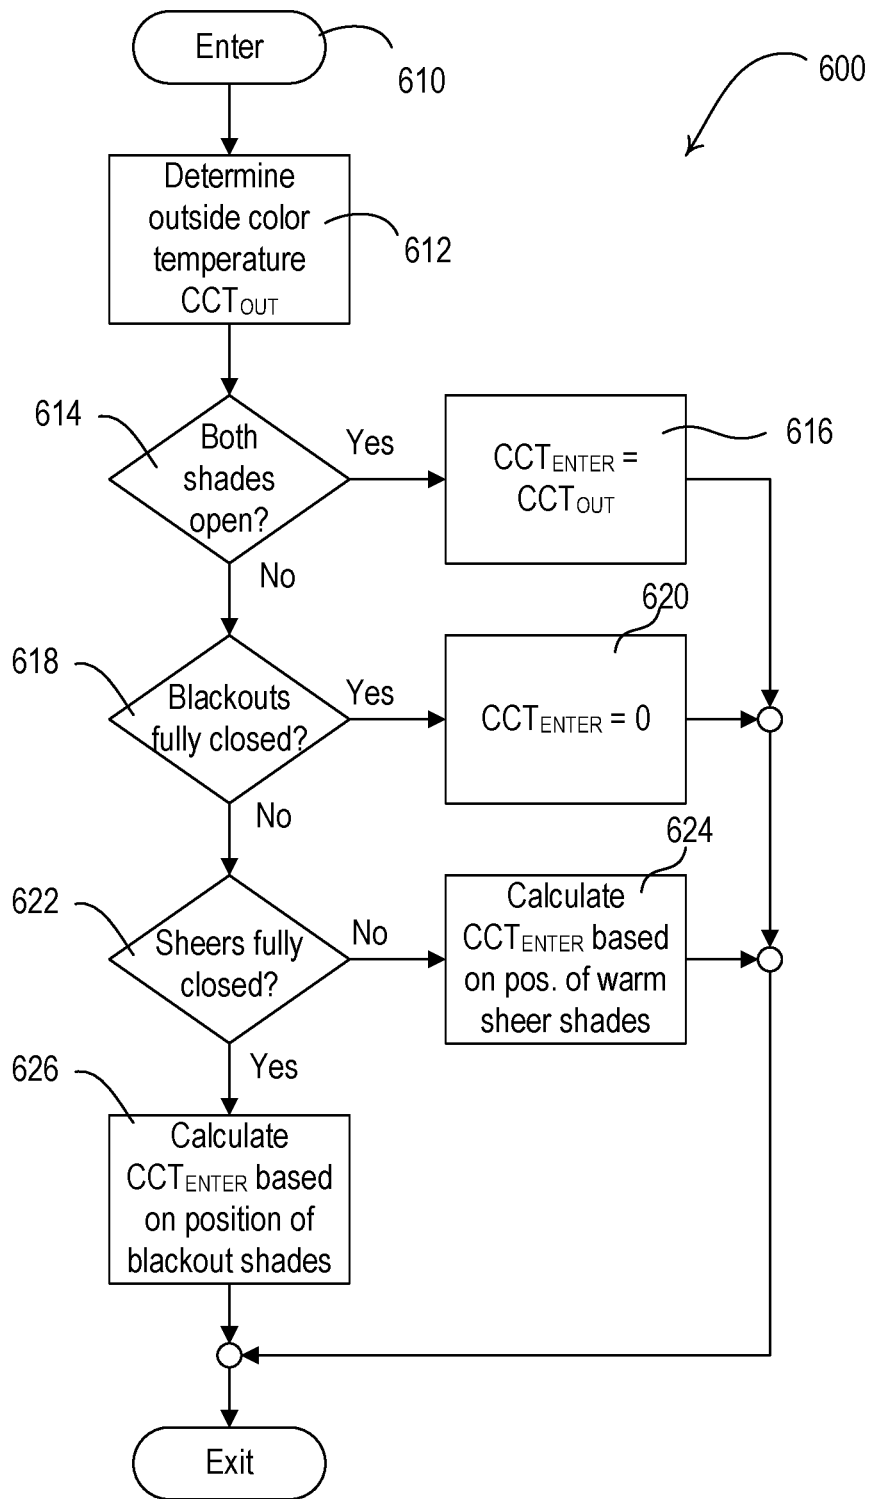 Enter
610
600
Determine
outside color
temperature
CCTOUT
612
614
Both
shades
open?
Yes
No
CCTENTER =
CCTOUT
616
618
Blackouts
fully closed?
Yes
No
620
CCTENTER = 0
622
Sheers fully
closed?
No
Yes
624
Calculate
CCTENTER based
on pos. of warm
sheer shades
626
Calculate
CCTENTER based
on position of
blackout shades
Exit